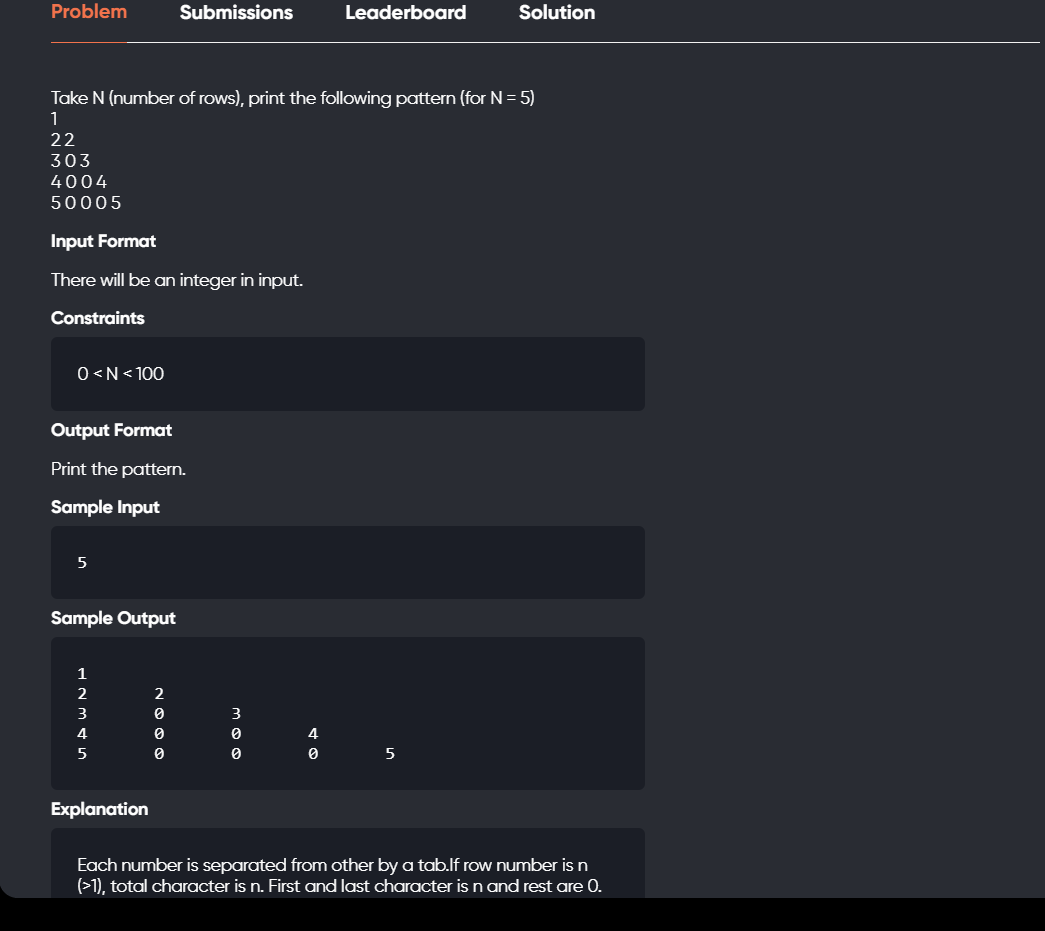 Problem Submissions Leaderboard Solution
Take N (number of rows), print the following pattern (for N = 5)
1
2 2
3 0 3
4 0 0 4
5 0 0 0 5
Input Format
There will be an integer in input.
Constraints
0 < N < 100
Output Format
Print the pattern.
Sample Input
5
Sample Output
1
2 2
3 0 3
4 0 0 4
5 0 0 0 5
Explanation
Each number is separated from other by a tab.If row number is n
(>1), total character is n. First and last character is n and rest are 0.